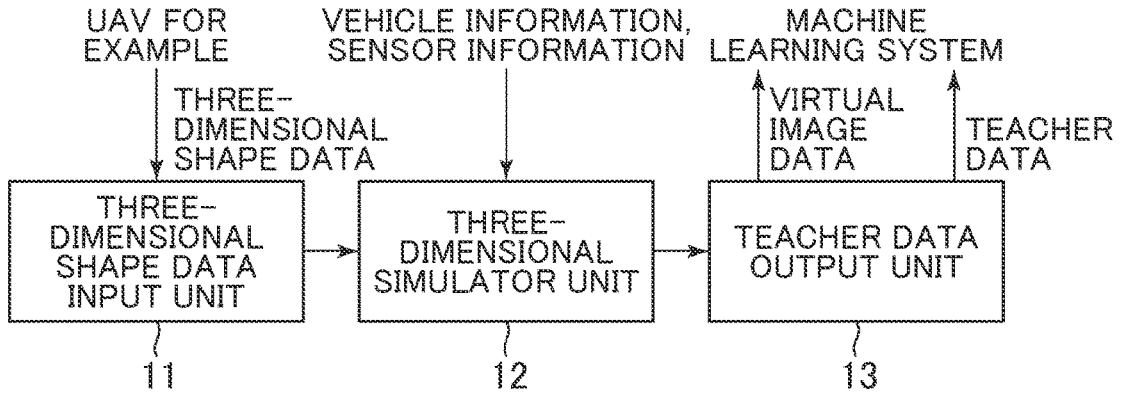 UAV FOR
EXAMPLE
VEHICLE INFORMATION,
SENSOR INFORMATION
MACHINE
LEARNING SYSTEM
THREE-
DIMENSIONAL
SHAPE DATA
VIRTUAL
IMAGE
DATA
TEACHER
DATA
THREE-
DIMENSIONAL
SHAPE DATA
INPUT UNIT
THREE-
DIMENSIONAL
SIMULATOR UNIT
TEACHER DATA
OUTPUT UNIT
11
12
13